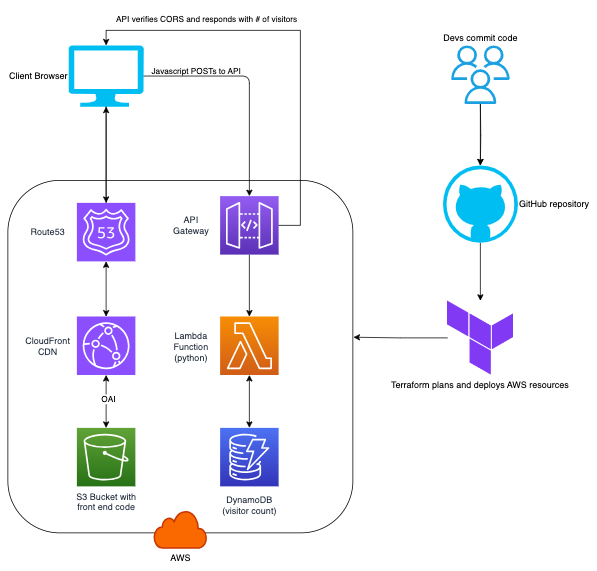 API verifies CORS and responds with # of visitors
Devs commit code
Client Browser
Javascript POSTs to API
Route53
53
API
Gateway
GitHub repository
CloudFront
CDN
Lambda
Function
(python)
Terraform plans and deploys AWS resources
OAI
S3 Bucket with
front end code
DynamoDB
(visitor count)
AWS